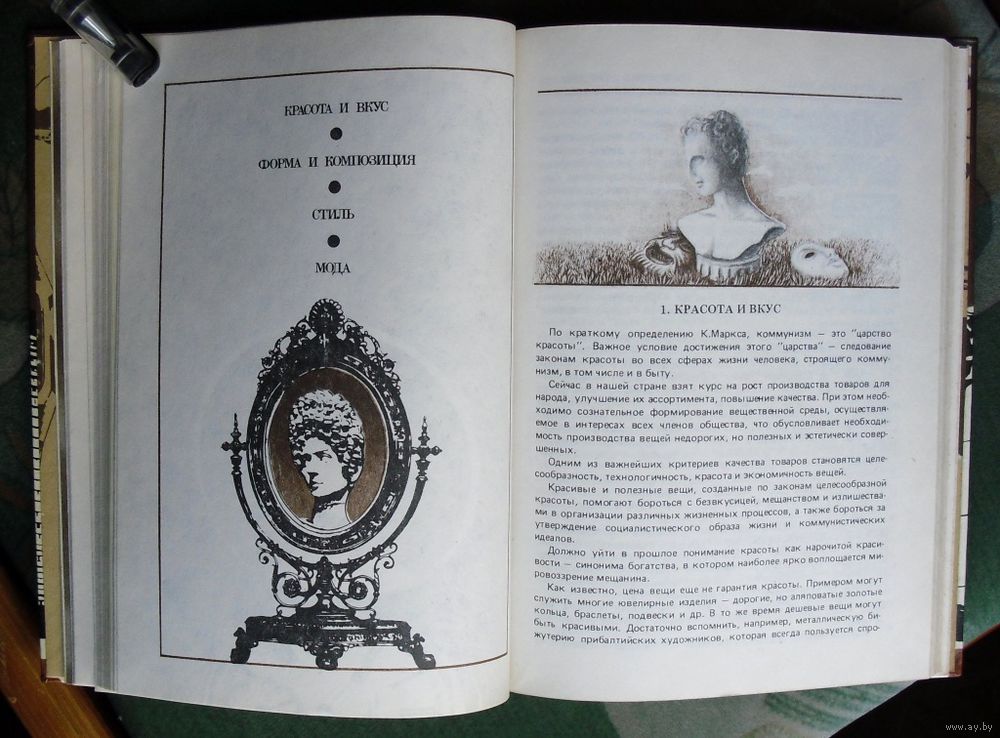 КРАСОТА И ВКУС
ФОРМА И КОМПОЗИЦИЯ
СТИЛЬ
МОДА
1. КРАСОТА И ВКУС
По краткому определению К.Маркса, коммунизм — это "царство
красоты". Важное условие достижения этого "царства" — следование
законам красоты во всех сферах жизни человека, строящего комму-
низм, в том числе и в быту.
Сейчас в нашей стране взят курс на рост производства товаров для
народа, улучшение их ассортимента, повышение качества. При этом необ-
ходимо сознательное формирование вещественной среды, осуществля-
емое в интересах всех членов общества, что обусловливает необходи-
мость производства вещей недорогих, но полезных и эстетически совер-
шенных.
Одним из важнейших критериев качества товаров становятся целе-
сообразность, технологичность, красота и экономичность вещей.
Красивые и полезные вещи, созданные по законам целесообразной
красоты, помогают бороться с безвкусицей, мещанством и излишества-
ми в организации различных жизненных процессов, а также бороться за
утверждение социалистического образа жизни и коммунистических
идеалов.
Должно уйти в прошлое понимание красоты как нарочитой краси-
вости — синонима богатства, в котором наиболее ярко воплощается ми-
ровоззрение мещанина.
Как известно, цена вещи еще не гарантия красоты. Примером могут
служить многие ювелирные изделия — дорогие, но аляповатые золотые
кольца, браслеты, подвески и др. В то же время дешевые вещи могут
быть красивыми. Достаточно вспомнить, например, металлическую би-
жутерию прибалтийских художников, которая всегда пользуется спро-
www.ay.by